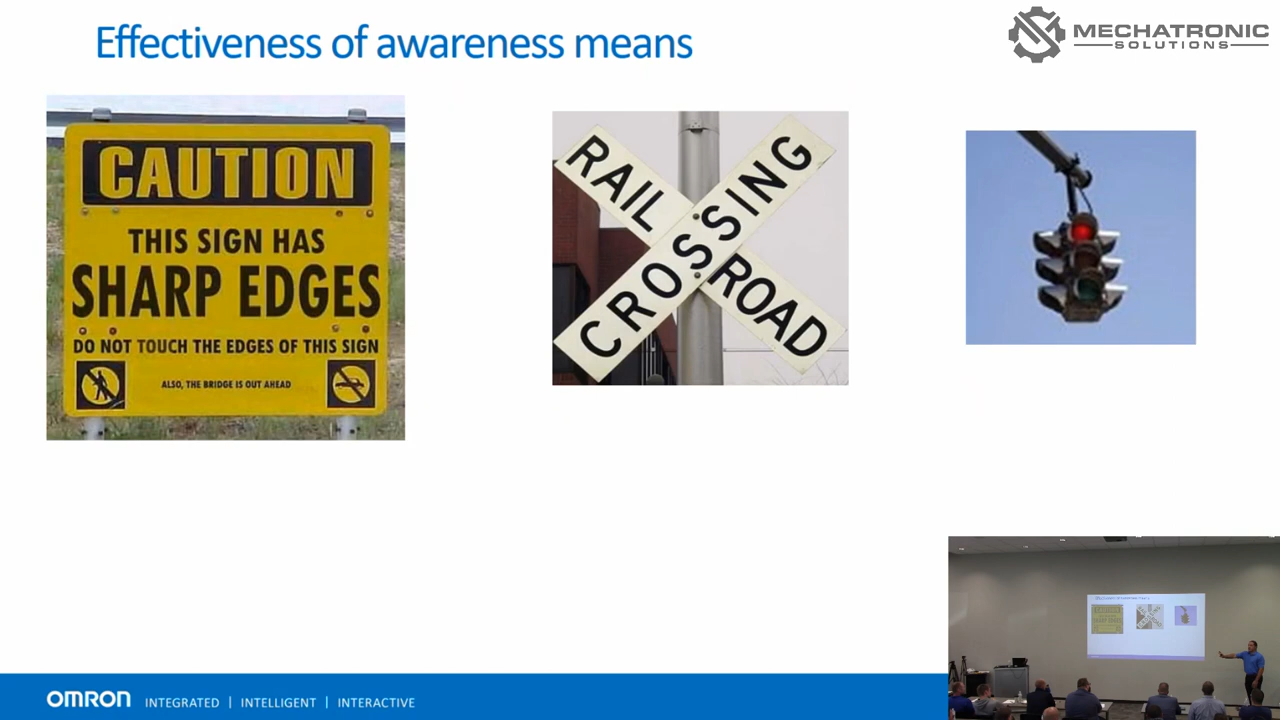 Effectiveness of awareness means
MECHATRONIC
SOLUTIONS
CAUTION
THIS SIGN HAS
SHARP EDGES
DO NOT TOUCH THE EDGES OF THIS SIGN
ALSO, THE BRIDGE IS OUT AHEAD
RAIL
CROSSING
ROAD
OMRON INTEGRATED | INTELLIGENT | INTERACTIVE